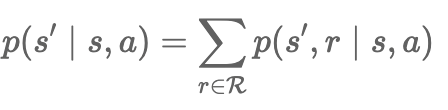 p(s′ | s, a) = ∑_{r∈ℛ} p(s′, r | s, a)